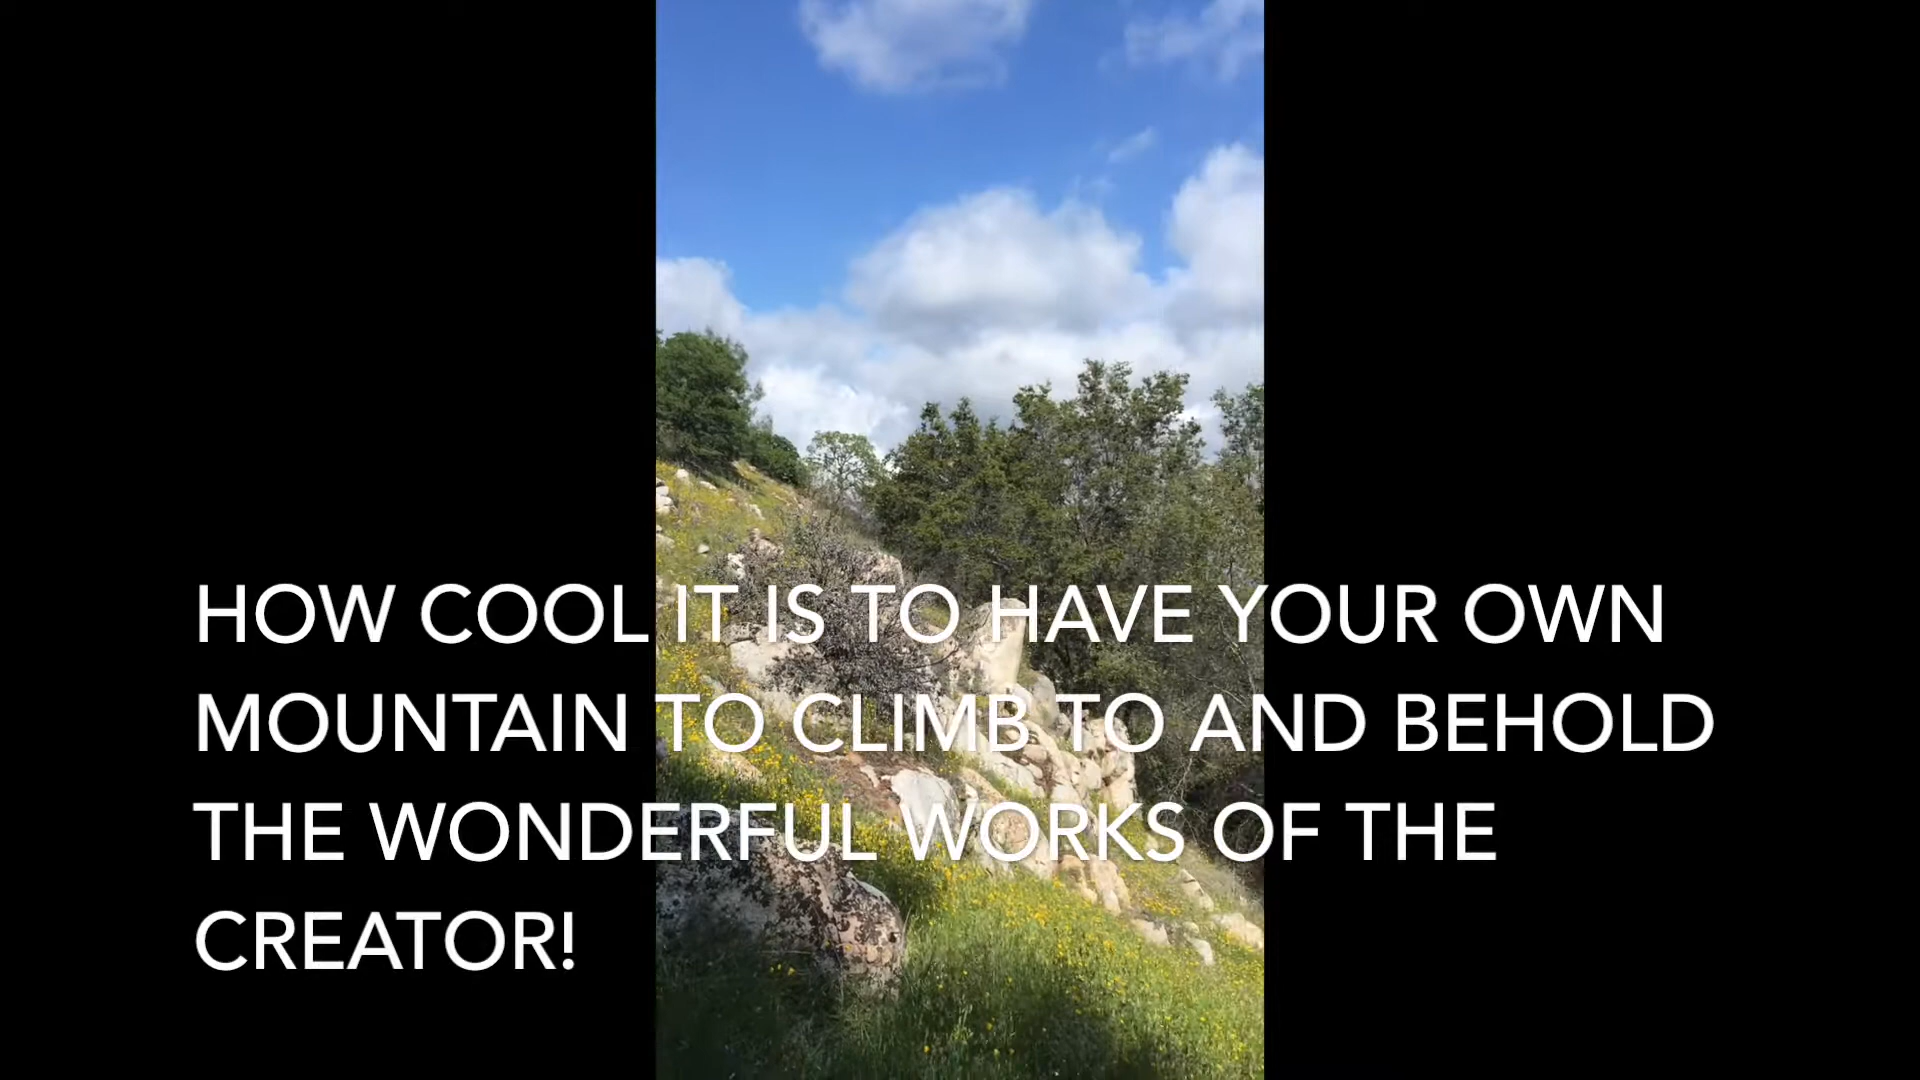 HOW COOL IT IS TO HAVE YOUR OWN
MOUNTAIN TO CLIMB TO AND BEHOLD
THE WONDERFUL WORKS OF THE
CREATOR!